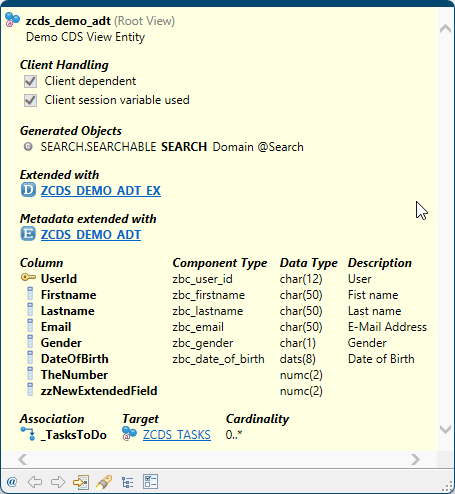 zcds_demo_adt (Root View)
Demo CDS View Entity
Client Handling
Client dependent
Client session variable used
Generated Objects
SEARCH.SEARCHABLE SEARCH Domain @Search
Extended with
D ZCDS_DEMO_ADT_EX
Metadata extended with
E ZCDS_DEMO_ADT
Column Component Type Data Type Description
UserId zbc_user_id char(12) User
Firstname zbc_firstname char(50) Fist name
Lastname zbc_lastname char(50) Last name
Email zbc_email char(50) E-Mail Address
Gender zbc_gender char(1) Gender
DateOfBirth zbc_date_of_birth dats(8) Date of Birth
TheNumber numc(2)
zzNewExtendedField numc(2)
Association Target Cardinality
_TasksToDo ZCDS_TASKS 0..*
@